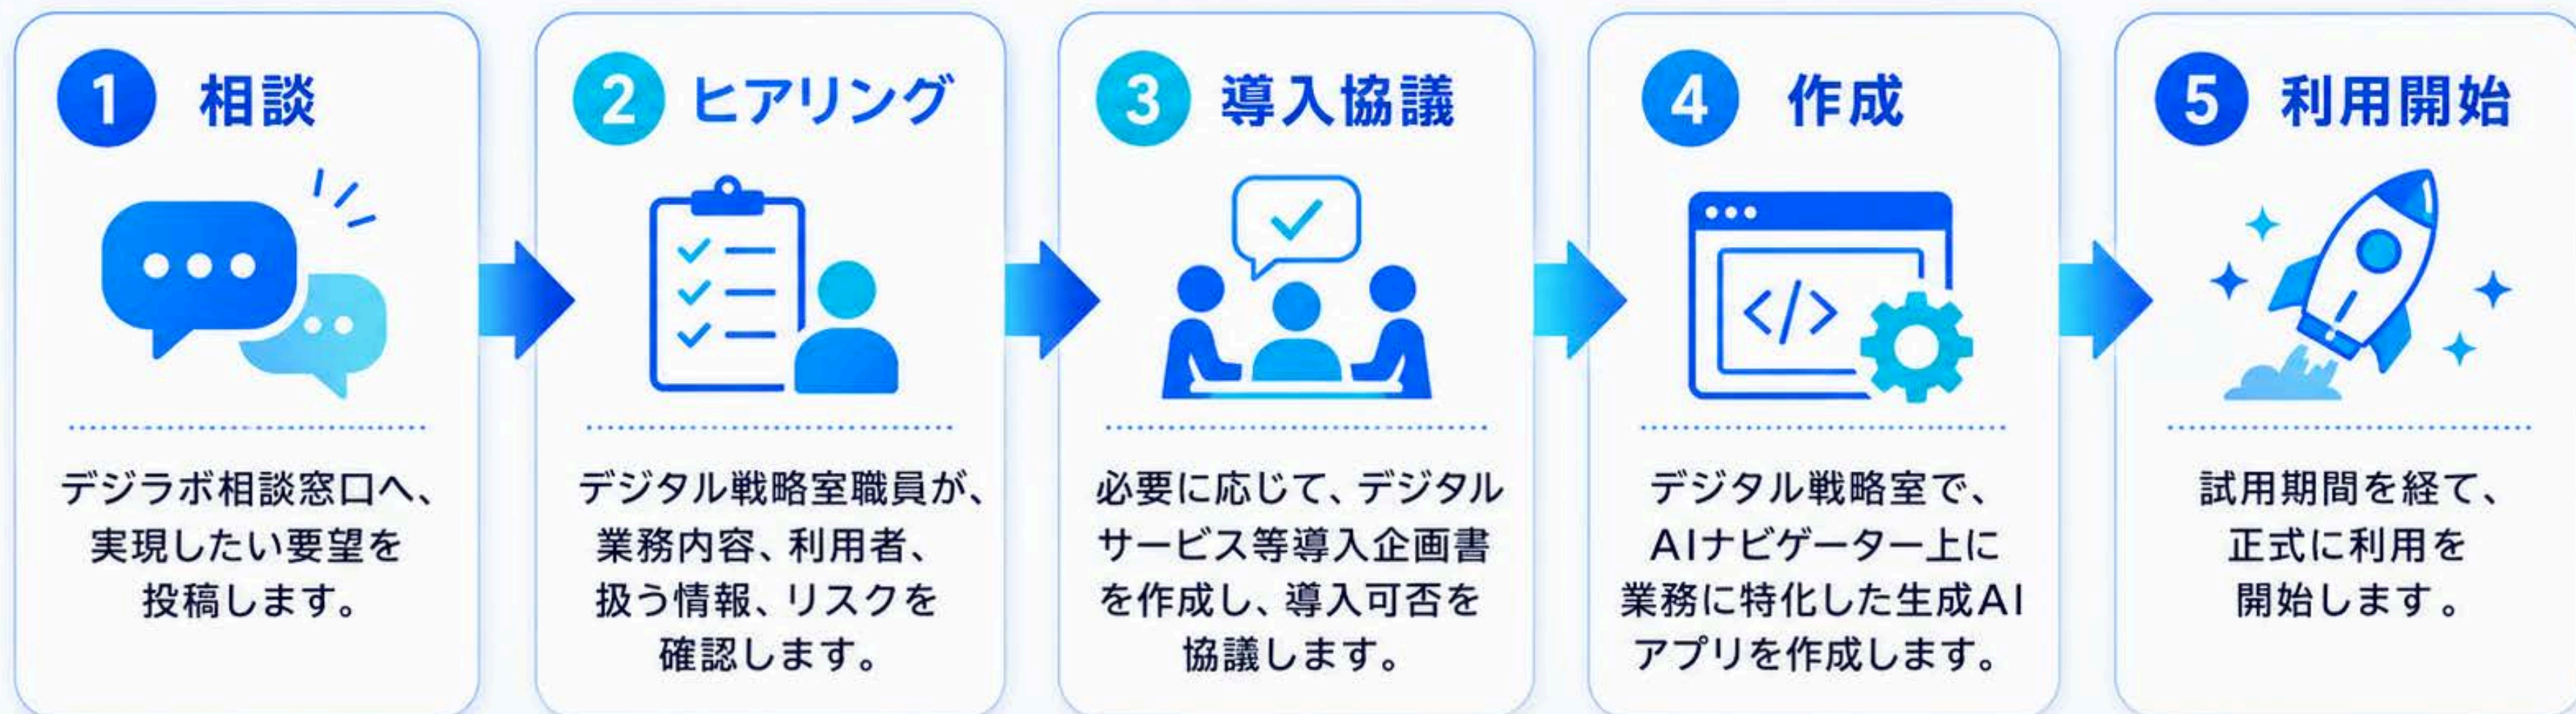 1 相談
デジラボ相談窓口へ、
実現したい要望を
投稿します。
2 ヒアリング
デジタル戦略室職員が、
業務内容、利用者、
扱う情報、リスクを
確認します。
3 導入協議
必要に応じて、デジタル
サービス等導入企画書
を作成し、導入可否を
協議します。
4 作成
</>
デジタル戦略室で、
AIナビゲーター上に
業務に特化した生成AI
アプリを作成します。
5 利用開始
試用期間を経て、
正式に利用を
開始します。